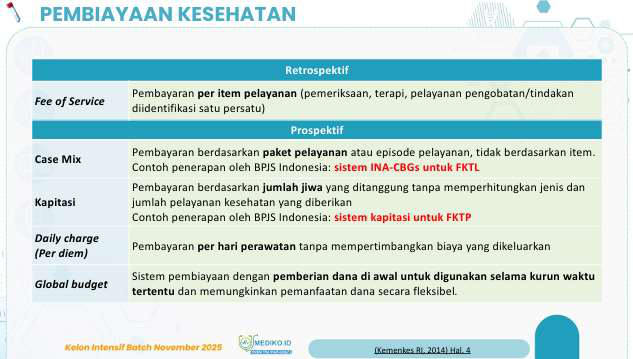 PEMBIAYAAN KESEHATAN
Retrospektif
Fee of Service
Pembayaran per item pelayanan (pemeriksaan, terapi, pelayanan pengobatan/tindakan
diidentifikasi satu persatu)
Prospektif
Case Mix
Pembayaran berdasarkan paket pelayanan atau episode pelayanan, tidak berdasarkan item.
Contoh penerapan oleh BPJS Indonesia: sistem INA-CBGs untuk FKTL
Kapitasi
Pembayaran berdasarkan jumlah jiwa yang ditanggung tanpa memperhitungkan jenis dan
jumlah pelayanan kesehatan yang diberikan
Contoh penerapan oleh BPJS Indonesia: sistem kapitasi untuk FKTP
Daily charge
(Per diem)
Pembayaran per hari perawatan tanpa mempertimbangkan biaya yang dikeluarkan
Global budget
Sistem pembiayaan dengan pemberian dana di awal untuk digunakan selama kurun waktu
tertentu dan memungkinkan pemanfaatan dana secara fleksibel.
Kelon Intensif Batch November 2025
MEDIKO.ID
(Kemenkes RI, 2014) Hal. 4